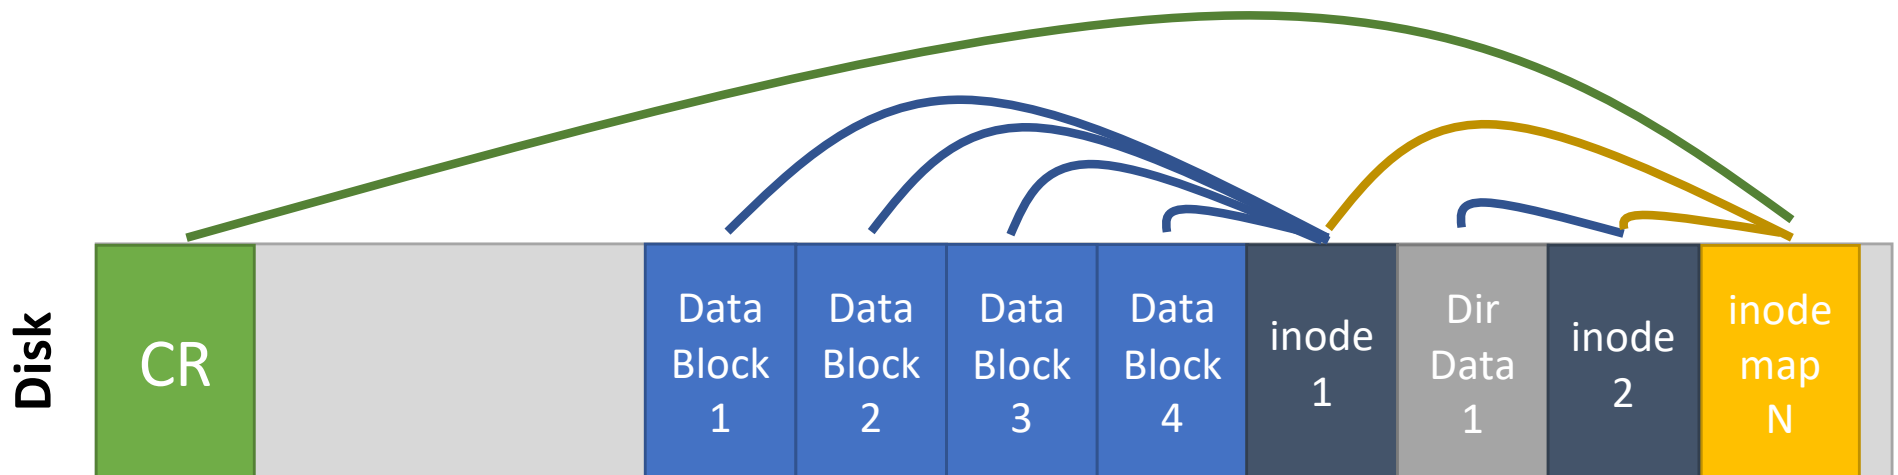 Disk
CR
Data
Block
1
Data
Block
2
Data
Block
3
Data
Block
4
inode
1
Dir
Data
1
inode
2
inode
map
N